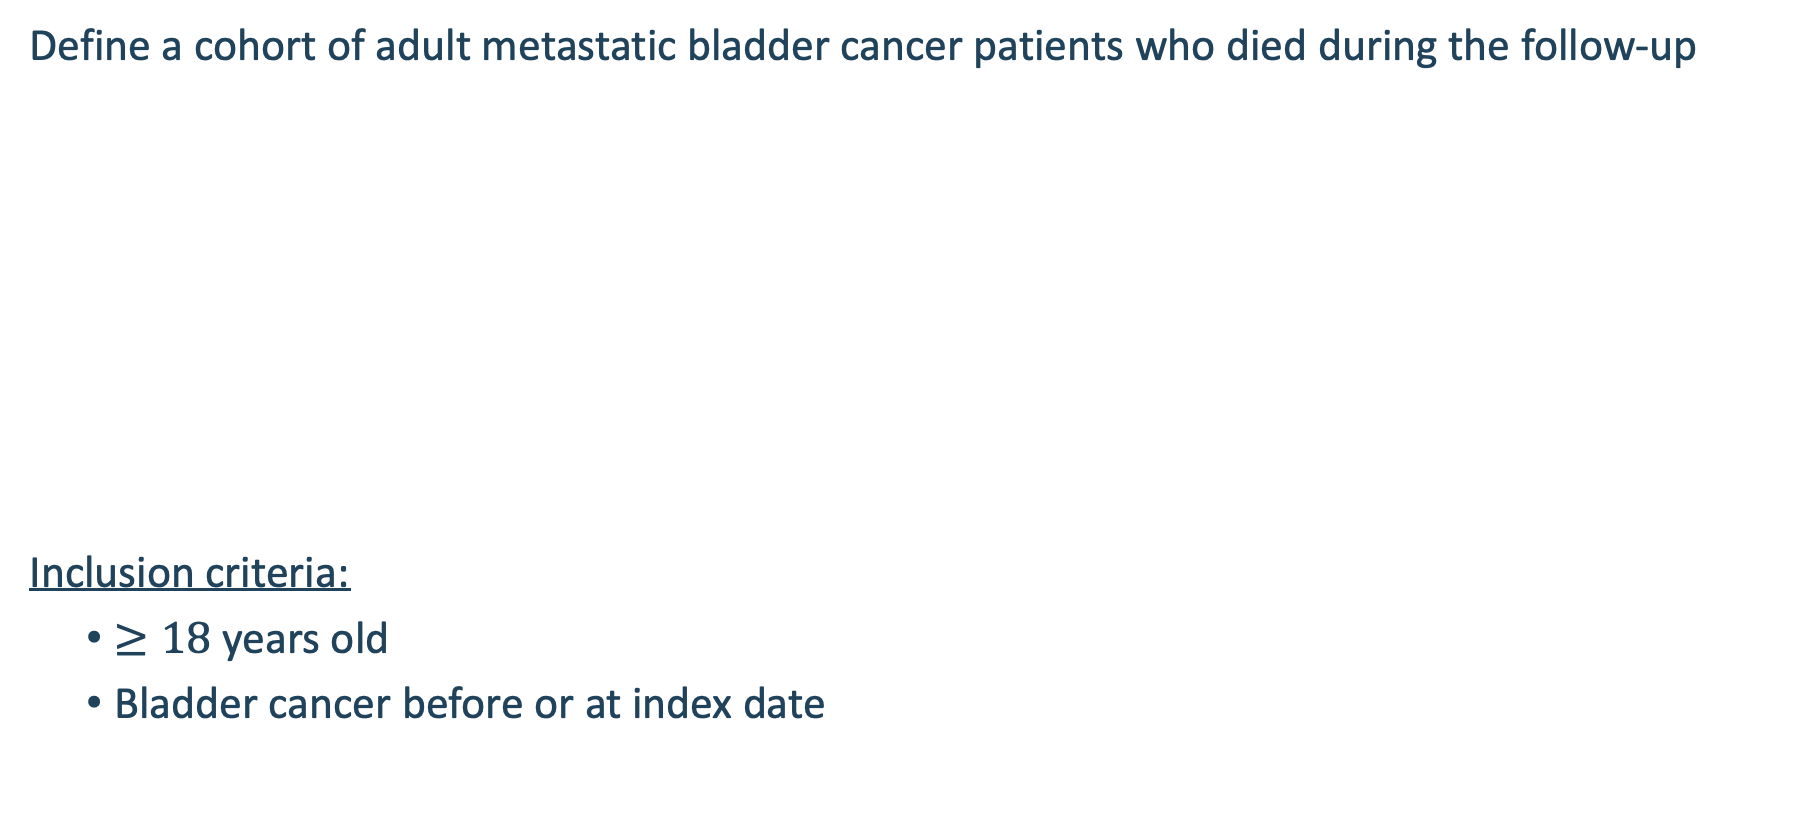 Define a cohort of adult metastatic bladder cancer patients who died during the follow-up
Inclusion criteria:
• ≥ 18 years old
• Bladder cancer before or at index date